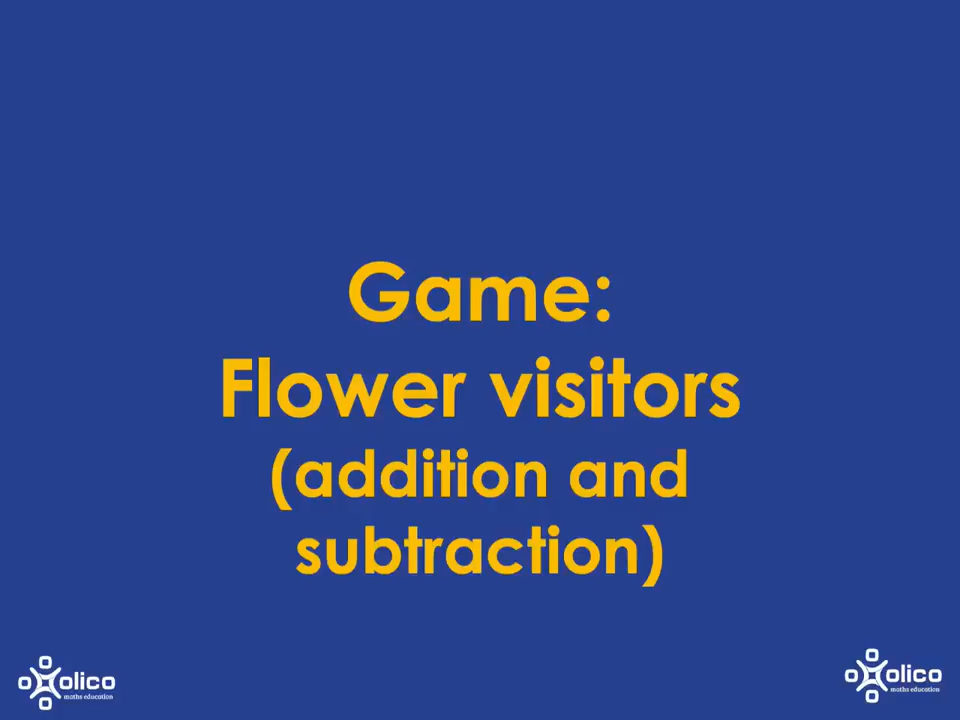 Game:
Flower visitors
(addition and
subtraction)
olico
maths education
olico
maths education